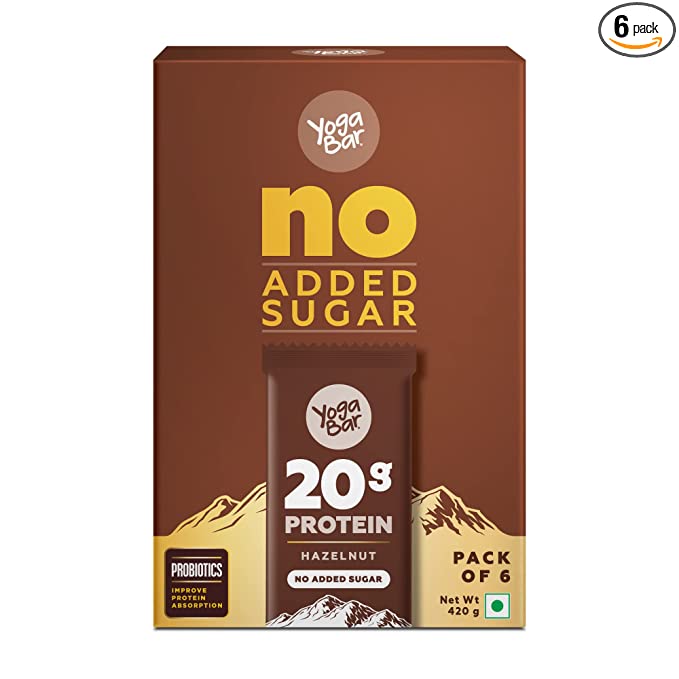 6 pack
Yoga
Bar
no
ADDED
SUGAR
Yoga
Bar
20g
PROTEIN
HAZELNUT
NO ADDED SUGAR
PROBIOTICS
IMPROVE
PROTEIN
ABSORPTION
PACK
OF 6
Net Wt
420 g